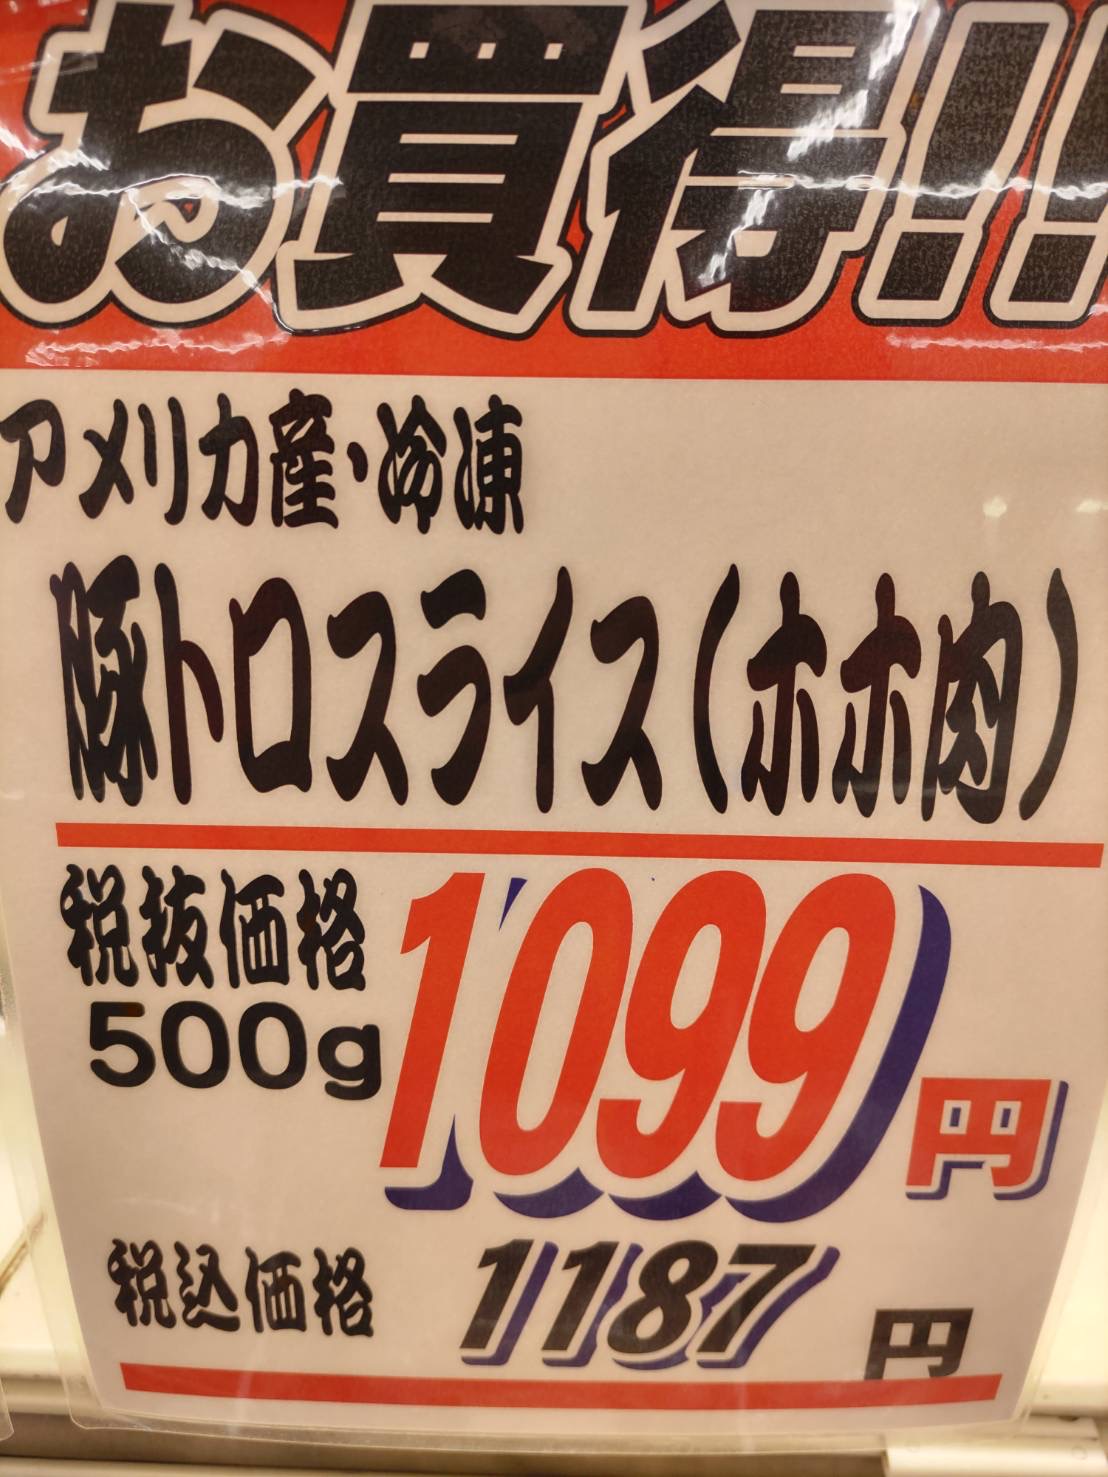 お買得!!
アメリカ産・冷凍
豚トロスライス(ホホ肉)
税抜価格
500g
1099円
税込価格 1187円